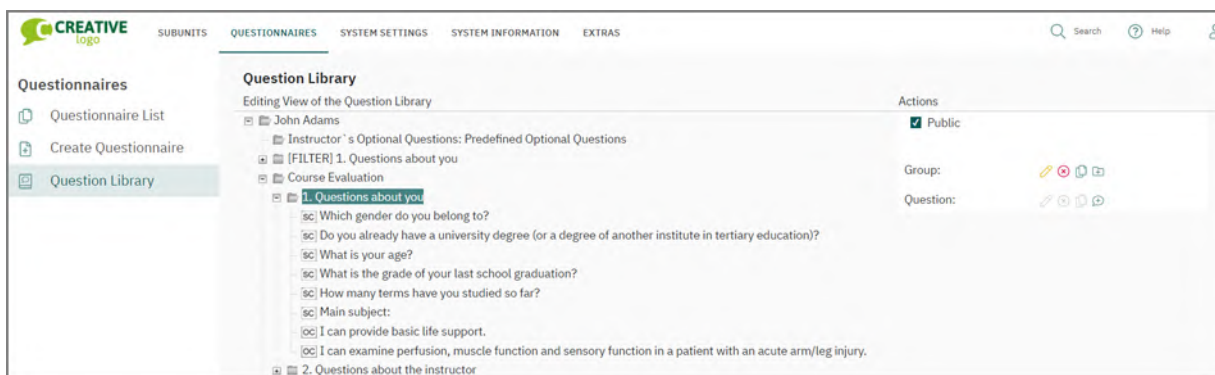 CREATIVE
logo
SUBUNITS QUESTIONNAIRES SYSTEM SETTINGS SYSTEM INFORMATION EXTRAS Search ? Help
Questionnaires
Questionnaire List
Create Questionnaire
Question Library
Question Library
Editing View of the Question Library
John Adams
Instructor`s Optional Questions: Predefined Optional Questions
[FILTER] 1. Questions about you
Course Evaluation
1. Questions about you
SC Which gender do you belong to?
SC Do you already have a university degree (or a degree of another institute in tertiary education)?
SC What is your age?
SC What is the grade of your last school graduation?
SC How many terms have you studied so far?
SC Main subject:
OC I can provide basic life support.
OC I can examine perfusion, muscle function and sensory function in a patient with an acute arm/leg injury.
2. Questions about the instructor
Actions
Public
Group:
Question: